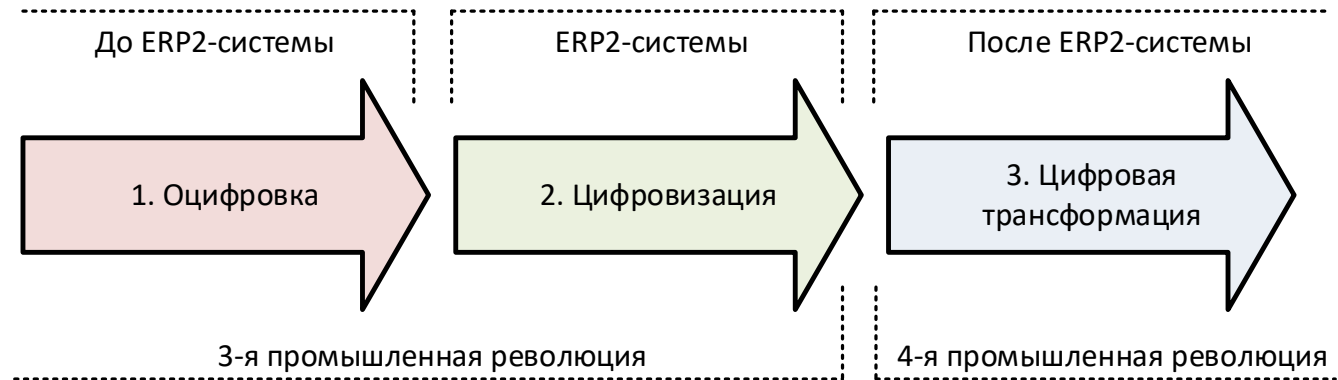 До ERP2-системы
ERP2-системы
После ERP2-системы
1. Оцифровка
2. Цифровизация
3. Цифровая
трансформация
3-я промышленная революция
4-я промышленная революция